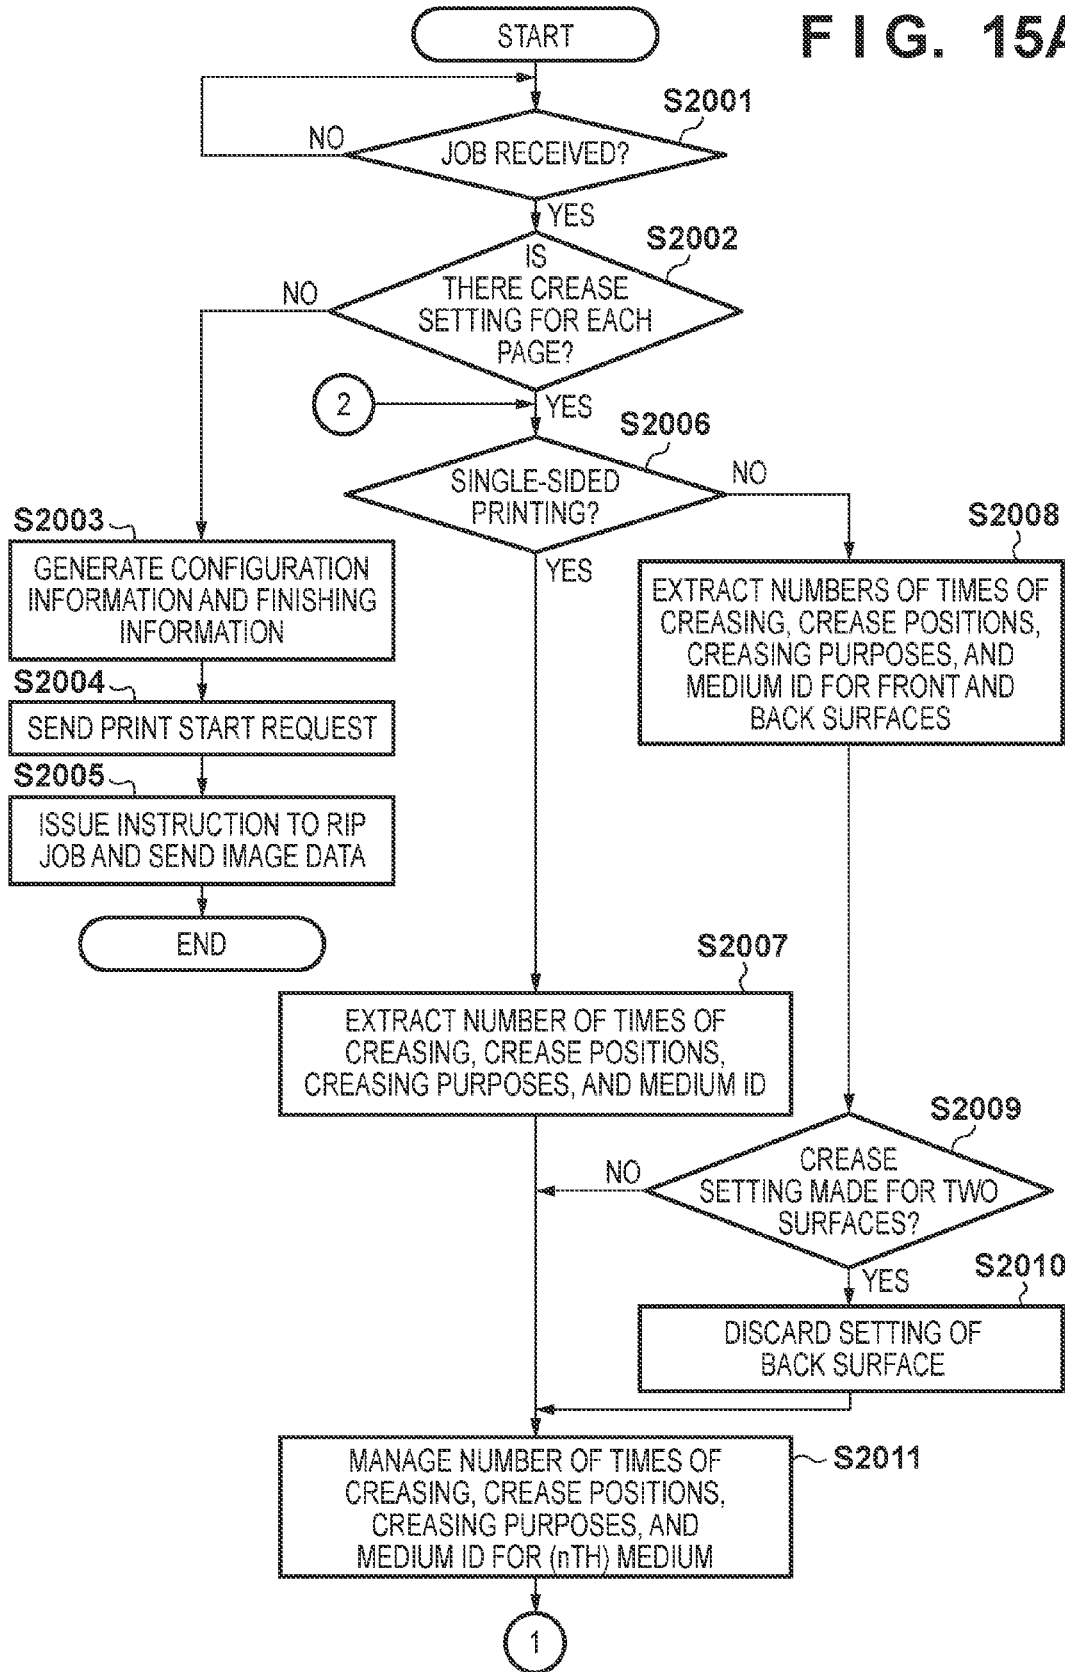 START
FIG. 15A
S2001
NO
JOB RECEIVED?
YES
S2002
IS
THERE CREASE
SETTING FOR EACH
PAGE?
NO
2
YES
S2006
SINGLE-SIDED
PRINTING?
NO
YES
S2003
GENERATE CONFIGURATION
INFORMATION AND FINISHING
INFORMATION
S2004
SEND PRINT START REQUEST
S2005
ISSUE INSTRUCTION TO RIP
JOB AND SEND IMAGE DATA
END
S2008
EXTRACT NUMBERS OF TIMES OF
CREASING, CREASE POSITIONS,
CREASING PURPOSES, AND
MEDIUM ID FOR FRONT AND
BACK SURFACES
S2007
EXTRACT NUMBER OF TIMES OF
CREASING, CREASE POSITIONS,
CREASING PURPOSES, AND MEDIUM ID
S2009
CREASE
SETTING MADE FOR TWO
SURFACES?
NO
YES
S2010
DISCARD SETTING OF
BACK SURFACE
S2011
MANAGE NUMBER OF TIMES OF
CREASING, CREASE POSITIONS,
CREASING PURPOSES, AND
MEDIUM ID FOR (nTH) MEDIUM
1